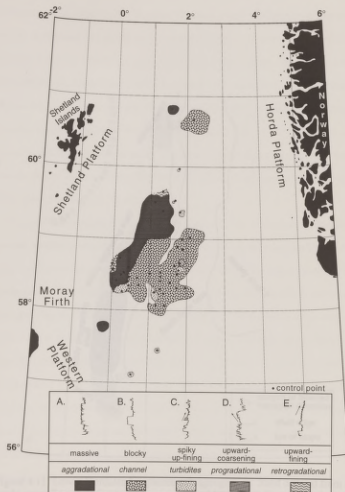 62° -2° 0° 2° 4° 6°
Shetland
Islands
Norway
Horda Platform
60°
Shetland Platform
Moray
Firth
58°
Western
Platform
• control point
56°
A. B. C. D. E.
massive blocky spiky up-fining upward-coarsening upward-fining
aggradational channel turbidites progradational retrogradational